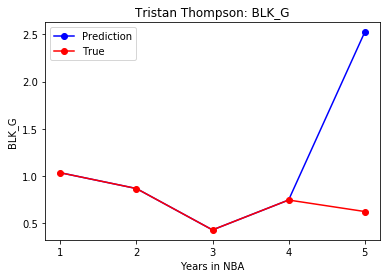 Tristan Thompson: BLK_G
Prediction
True
2.5
2.0
1.5
1.0
0.5
BLK_G
1 2 3 4 5
Years in NBA